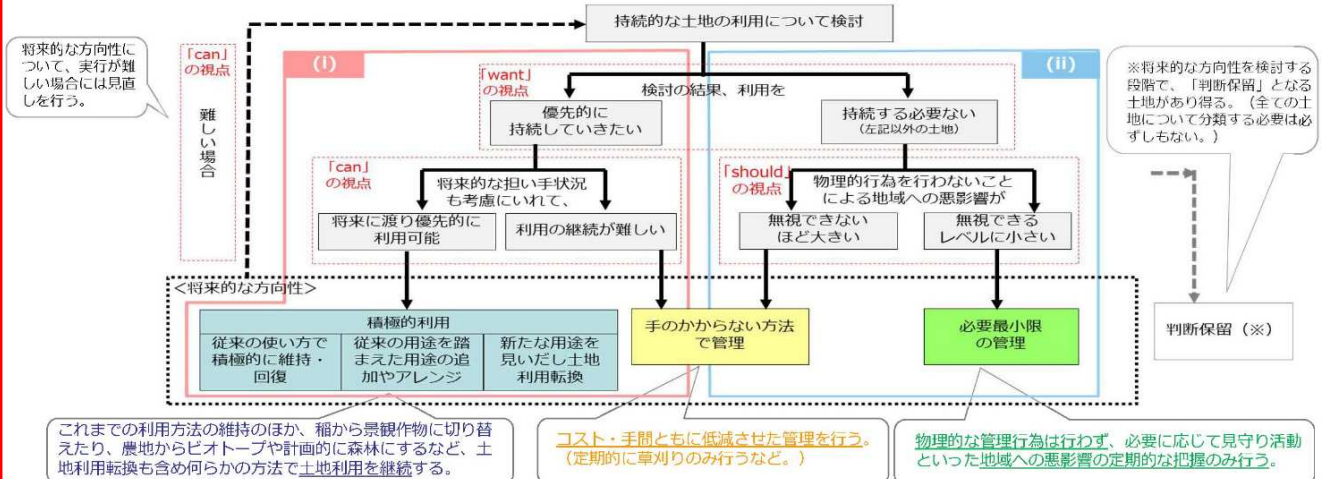 持続的な土地の利用について検討
将来的な方向性に
ついて、実行が難
しい場合には見直
しを行う。
「can」
の視点
難しい場合
(i)
(ii)
「want」
の視点
検討の結果、利用を
優先的に
持続していきたい
持続する必要ない
(左記以外の土地)
「can」
の視点
将来的な担い手状況
も考慮にいれて、
「should」
の視点
物理的行為を行わないこと
による地域への悪影響が
将来に渡り優先的に
利用可能
利用の継続が難しい
無視できない
ほど大きい
無視できる
レベルに小さい
※将来的な方向性を検討する
段階で、「判断保留」となる
土地があり得る。(全ての土
地について分類する必要は必
ずしもない。)
<将来的な方向性>
積極的利用
従来の使い方で
積極的に維持・
回復
従来の用途を踏
まえた用途の追
加やアレンジ
新たな用途を
見いだし土地
利用転換
手のかからない方法
で管理
必要最小限
の管理
判断保留(※)
これまでの利用方法の維持のほか、稲から景観作物に切り替
えたり、農地からビオトープや計画的に森林にするなど、土
地利用転換も含め何らかの方法で土地利用を継続する。
コスト・手間ともに低減させた管理を行う。
(定期的に草刈りのみ行うなど。)
物理的な管理行為は行わず、必要に応じて見守り活動
といった地域への悪影響の定期的な把握のみ行う。